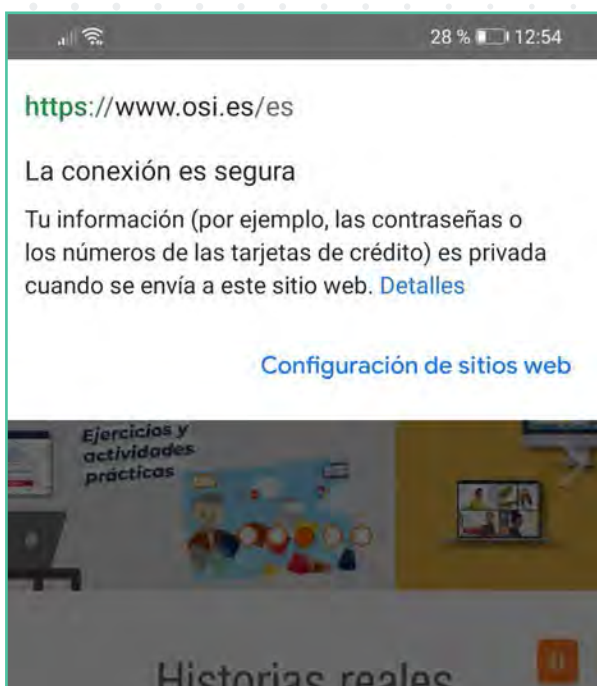 28 % 12:54
https://www.osi.es/es
La conexión es segura
Tu información (por ejemplo, las contraseñas o
los números de las tarjetas de crédito) es privada
cuando se envía a este sitio web. Detalles
Configuración de sitios web
Ejercicios y
actividades
prácticas
Historias reales